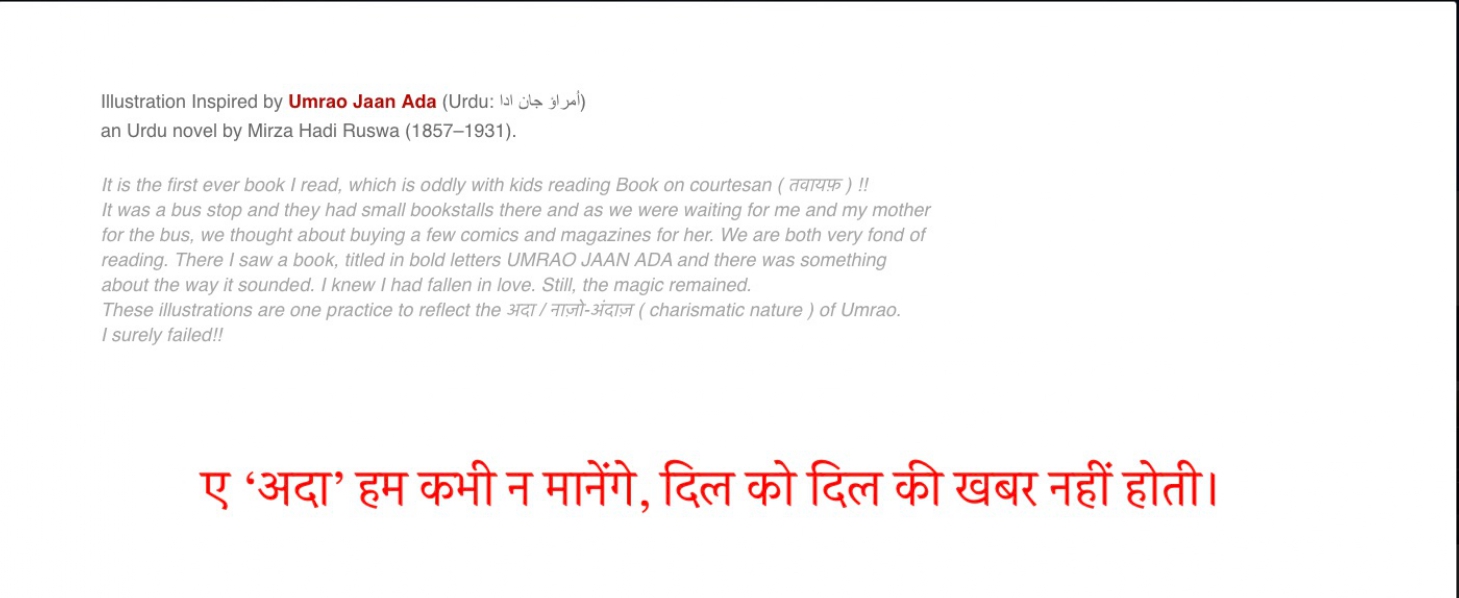 Illustration Inspired by Umrao Jaan Ada (Urdu: أمراؤ جان ادا)
an Urdu novel by Mirza Hadi Ruswa (1857–1931).
It is the first ever book I read, which is oddly with kids reading Book on courtesan ( तवायफ़ ) !!
It was a bus stop and they had small bookstalls there and as we were waiting for me and my mother
for the bus, we thought about buying a few comics and magazines for her. We are both very fond of
reading. There I saw a book, titled in bold letters UMRAO JAAN ADA and there was something
about the way it sounded. I knew I had fallen in love. Still, the magic remained.
These illustrations are one practice to reflect the अदा / नाज़ो-अंदाज़ ( charismatic nature ) of Umrao.
I surely failed!!
ए ‘अदा’ हम कभी न मानेंगे, दिल को दिल की खबर नहीं होती।